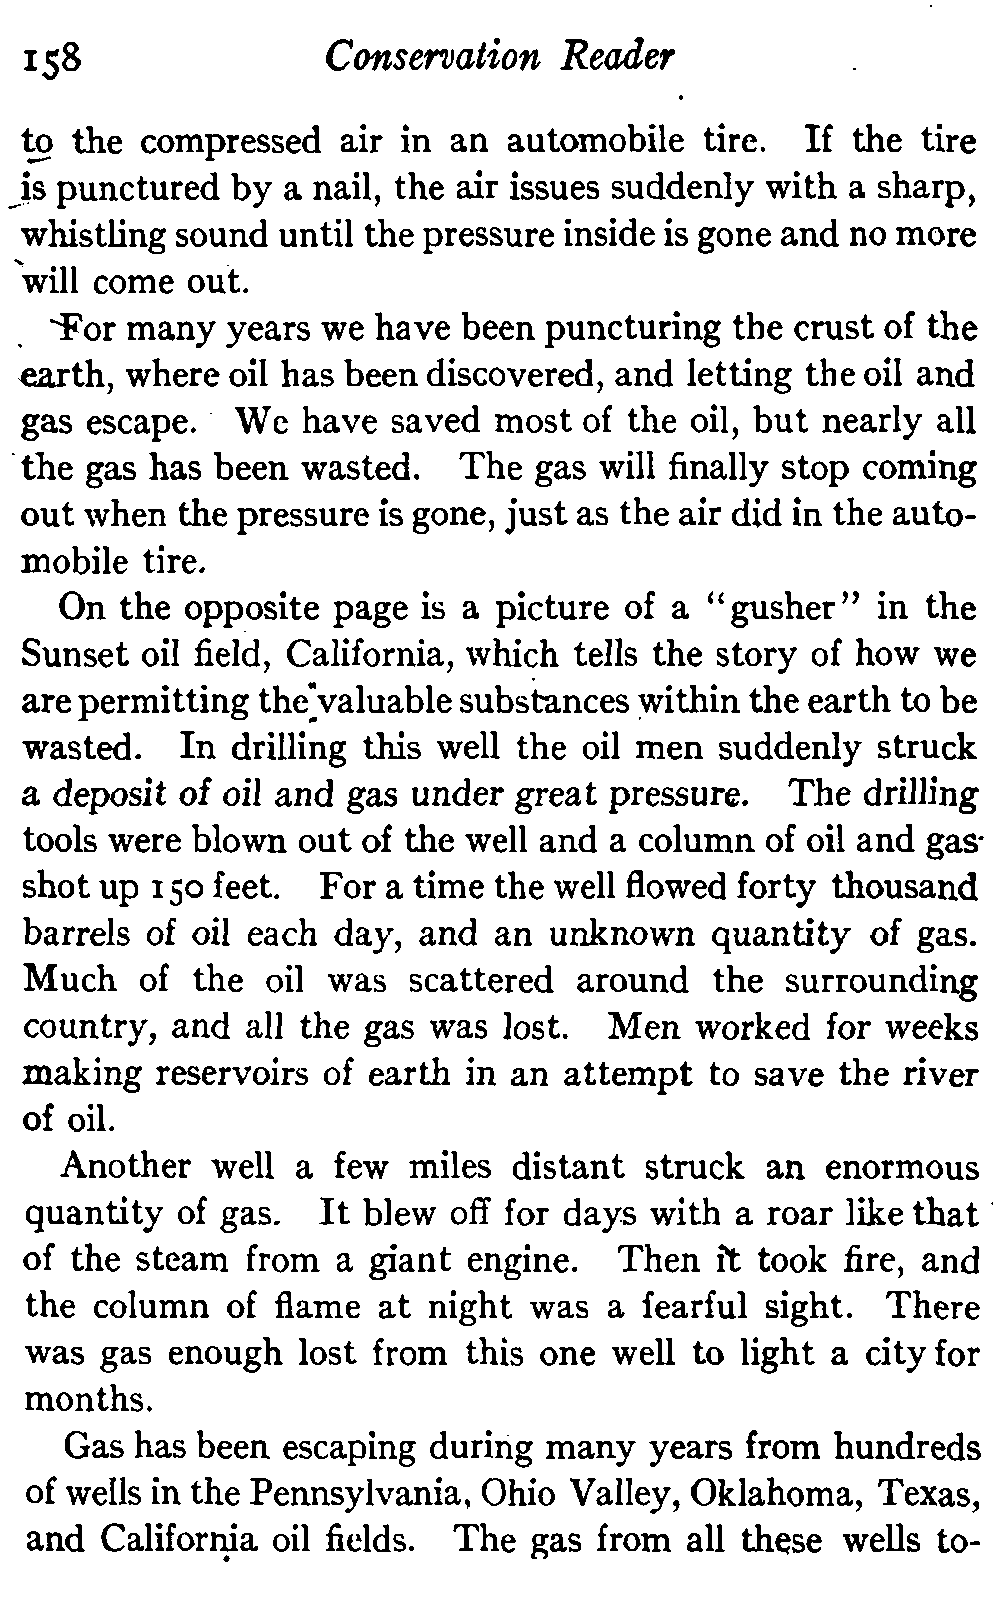 158 Conservation Reader
to the compressed air in an automobile tire. If the tire
is punctured by a nail, the air issues suddenly with a sharp,
whistling sound until the pressure inside is gone and no more
will come out.
For many years we have been puncturing the crust of the
earth, where oil has been discovered, and letting the oil and
gas escape. We have saved most of the oil, but nearly all
the gas has been wasted. The gas will finally stop coming
out when the pressure is gone, just as the air did in the auto-
mobile tire.
On the opposite page is a picture of a "gusher" in the
Sunset oil field, California, which tells the story of how we
are permitting the valuable substances within the earth to be
wasted. In drilling this well the oil men suddenly struck
a deposit of oil and gas under great pressure. The drilling
tools were blown out of the well and a column of oil and gas
shot up 150 feet. For a time the well flowed forty thousand
barrels of oil each day, and an unknown quantity of gas.
Much of the oil was scattered around the surrounding
country, and all the gas was lost. Men worked for weeks
making reservoirs of earth in an attempt to save the river
of oil.
Another well a few miles distant struck an enormous
quantity of gas. It blew off for days with a roar like that
of the steam from a giant engine. Then it took fire, and
the column of flame at night was a fearful sight. There
was gas enough lost from this one well to light a city for
months.
Gas has been escaping during many years from hundreds
of wells in the Pennsylvania, Ohio Valley, Oklahoma, Texas,
and California oil fields. The gas from all these wells to-